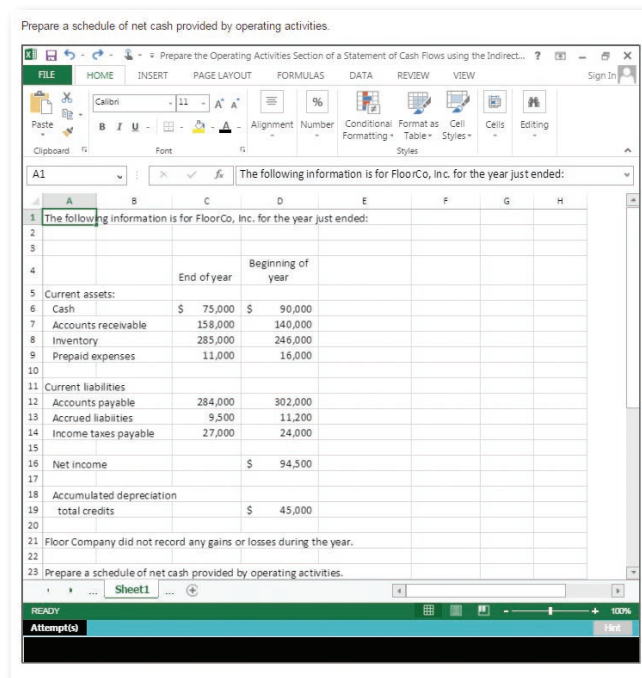 Prepare a schedule of net cash provided by operating activities.
Prepare the Operating Activities Section of a Statement of Cash Flows using the Indirect... ?
FILE HOME INSERT PAGE LAYOUT FORMULAS DATA REVIEW VIEW Sign In
Calibri 11 A A %
Paste B I U A Alignment Number Conditional Formatting Format as Table Cell Styles Cells Editing
Clipboard Font Styles
A1 fx The following information is for FloorCo, Inc. for the year just ended:
A B C D E F G H
1 The following information is for FloorCo, Inc. for the year just ended:
2
3
4 End of year Beginning of year
5 Current assets:
6 Cash $ 75,000 $ 90,000
7 Accounts receivable 158,000 140,000
8 Inventory 285,000 246,000
9 Prepaid expenses 11,000 16,000
10
11 Current liabilities
12 Accounts payable 284,000 302,000
13 Accrued liabiities 9,500 11,200
14 Income taxes payable 27,000 24,000
15
16 Net income $ 94,500
17
18 Accumulated depreciation
19 total credits $ 45,000
20
21 Floor Company did not record any gains or losses during the year.
22
23 Prepare a schedule of net cash provided by operating activities.
... Sheet1 ...
READY 100%
Attempt(s) Hint